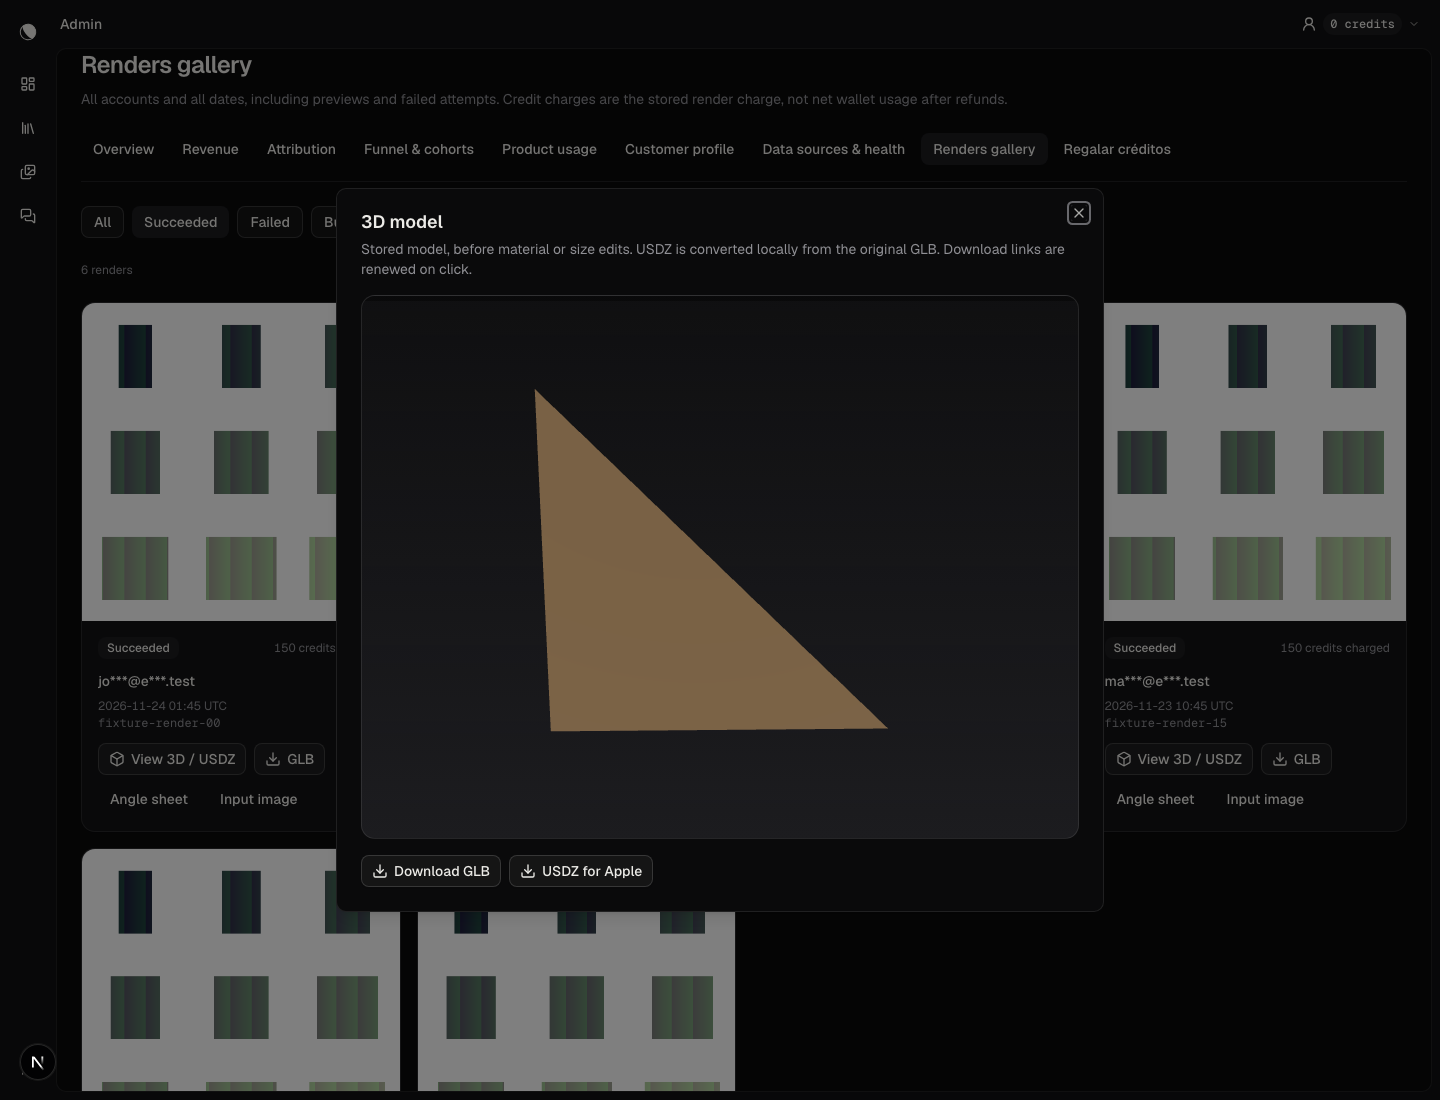 Admin
0 credits
Renders gallery
All accounts and all dates, including previews and failed attempts. Credit charges are the stored render charge, not net wallet usage after refunds.
Overview
Revenue
Attribution
Funnel & cohorts
Product usage
Customer profile
Data sources & health
Renders gallery
Regalar créditos
All
Succeeded
Failed
6 renders
3D model
Stored model, before material or size edits. USDZ is converted locally from the original GLB. Download links are
renewed on click.
Download GLB
USDZ for Apple
Succeeded
150 credits
jo***@e***.test
2026-11-24 01:45 UTC
fixture-render-00
View 3D / USDZ
GLB
Angle sheet
Input image
Succeeded
150 credits charged
ma***@e***.test
2026-11-23 10:45 UTC
fixture-render-15
View 3D / USDZ
GLB
Angle sheet
Input image
N